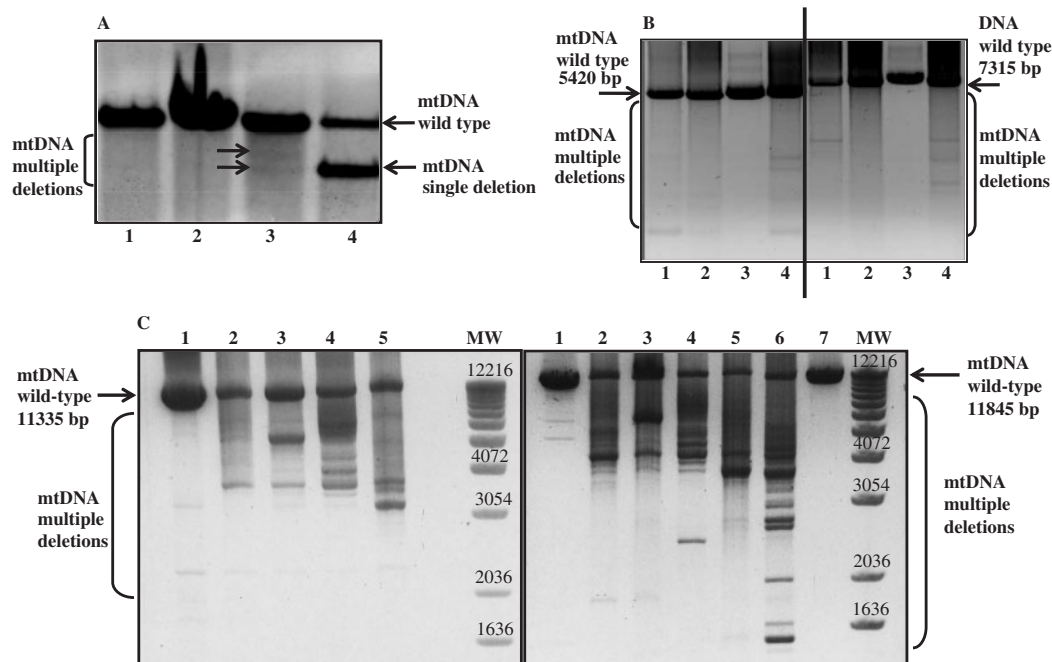 A
mtDNA
wild type
mtDNA
multiple
deletions
mtDNA
single deletion
1 2 3 4
B
mtDNA
wild type
5420 bp
DNA
wild type
7315 bp
mtDNA
multiple
deletions
mtDNA
multiple
deletions
1 2 3 4 1 2 3 4
C
1 2 3 4 5 MW
mtDNA
wild-type
11335 bp
mtDNA
multiple
deletions
12216
4072
3054
2036
1636
1 2 3 4 5 6 7 MW
12216
4072
3054
2036
1636
mtDNA
wild-type
11845 bp
mtDNA
multiple
deletions